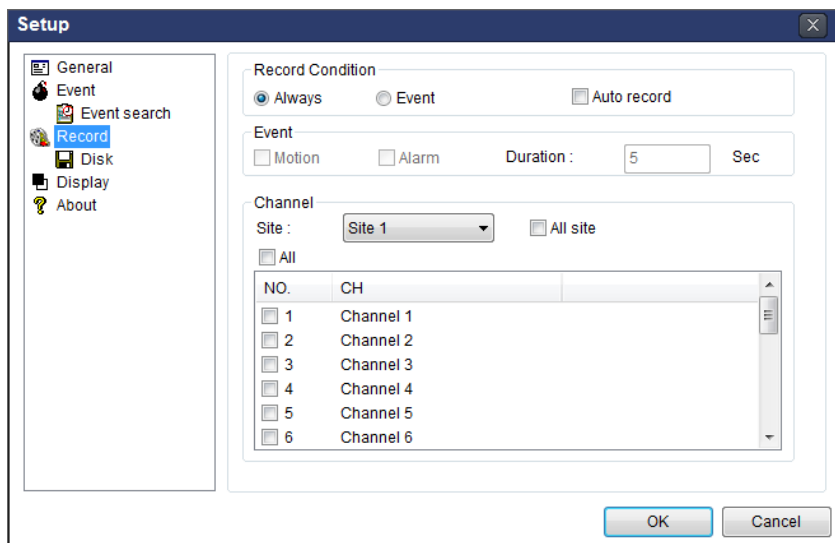 Setup
General
Event
Event search
Record
Disk
Display
About
Record Condition
Always Event Auto record
Event
Motion Alarm Duration : 5 Sec
Channel
Site : Site 1 All site
All
NO. CH
1 Channel 1
2 Channel 2
3 Channel 3
4 Channel 4
5 Channel 5
6 Channel 6
OK Cancel